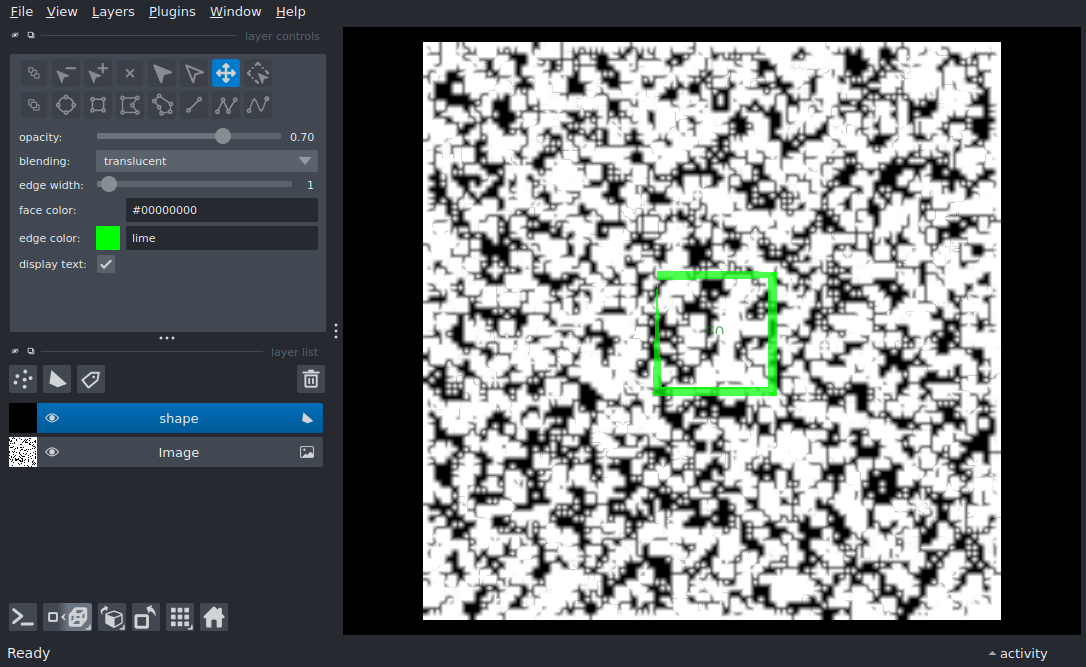 File View Layers Plugins Window Help
layer controls
opacity: 0.70
blending: translucent
edge width: 1
face color: #00000000
edge color: lime
display text:
layer list
shape
Image
Ready
activity